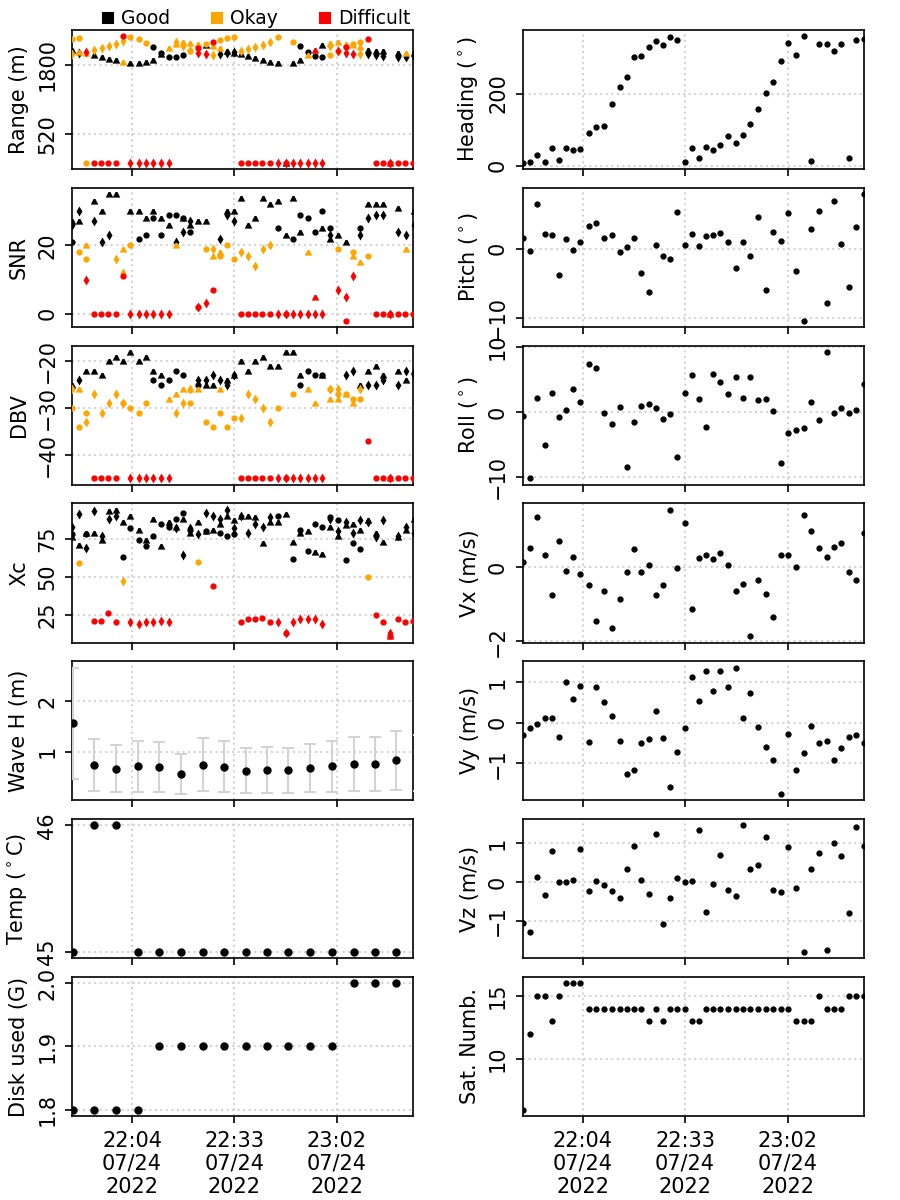 Good Okay Difficult
Range (m)
1800
520
Heading (°)
200
0
SNR
20
0
Pitch (°)
0
−10
DBV
−20
−30
−40
Roll (°)
10
0
−10
Xc
75
50
25
Vx (m/s)
0
−2
Wave H (m)
2
1
Vy (m/s)
1
0
−1
Temp (°C)
46
45
Vz (m/s)
1
0
−1
Disk used (G)
2.0
1.9
1.8
Sat. Numb.
15
10
22:04 22:33 23:02
07/24 07/24 07/24
2022 2022 2022
22:04 22:33 23:02
07/24 07/24 07/24
2022 2022 2022